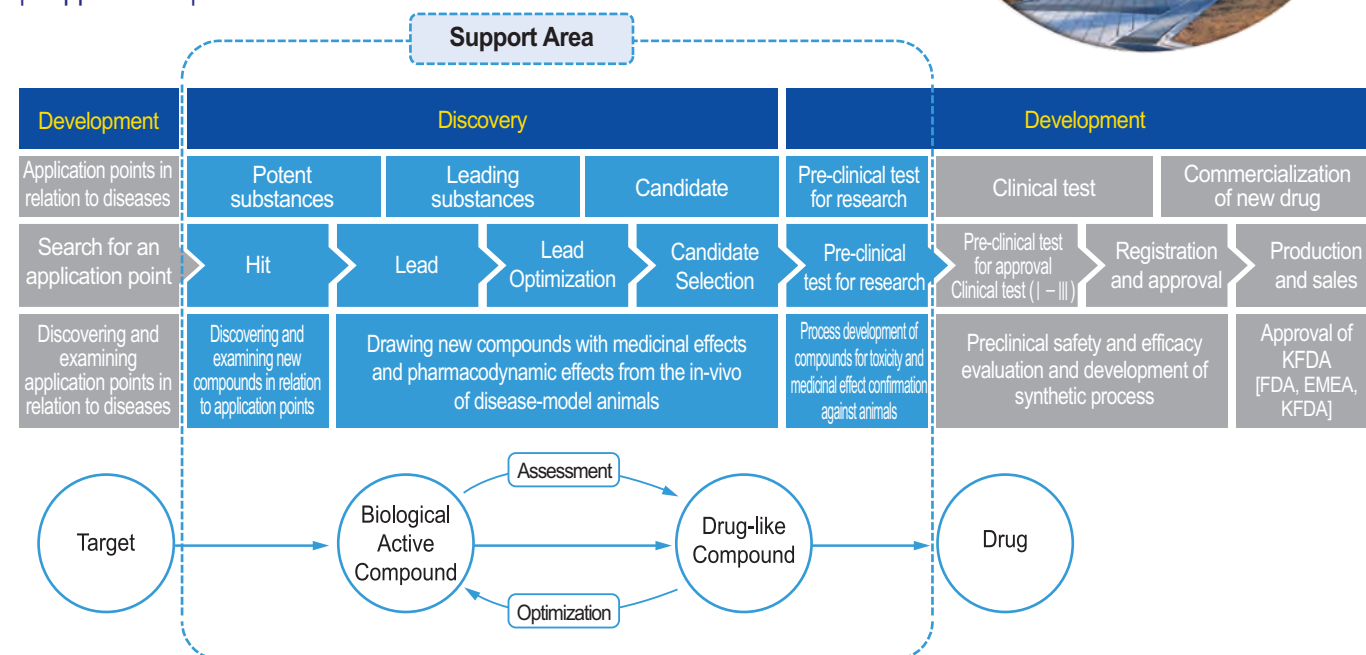 Support Area
Development
Discovery
Development
Application points in
relation to diseases
Potent
substances
Leading
substances
Candidate
Pre-clinical test
for research
Clinical test
Commercialization
of new drug
Search for an
application point
Hit
Lead
Lead
Optimization
Candidate
Selection
Pre-clinical
test for research
Pre-clinical test
for approval
Clinical test (Ⅰ – Ⅲ)
Registration
and approval
Production
and sales
Discovering and
examining
application points in
relation to diseases
Discovering and
examining new
compounds in relation
to application points
Drawing new compounds with medicinal effects
and pharmacodynamic effects from the in-vivo
of disease-model animals
Process development of
compounds for toxicity and
medicinal effect confirmation
against animals
Preclinical safety and efficacy
evaluation and development of
synthetic process
Approval of
KFDA
[FDA, EMEA,
KFDA]
Assessment
Target
Biological
Active
Compound
Drug-like
Compound
Drug
Optimization